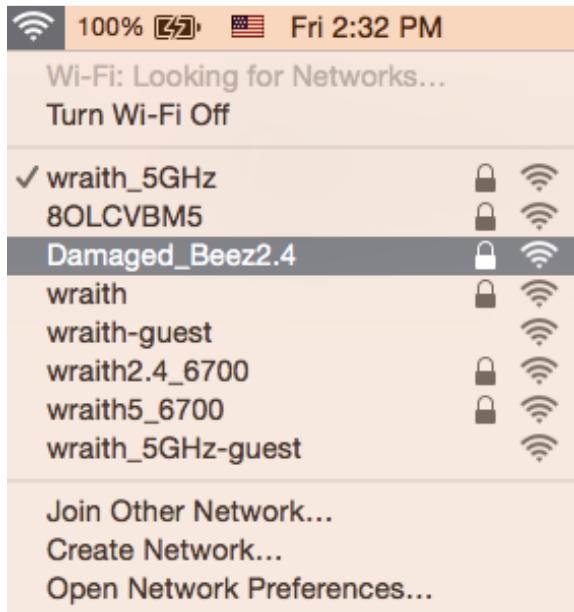 100% Fri 2:32 PM
Wi-Fi: Looking for Networks...
Turn Wi-Fi Off
wraith_5GHz
8OLCVBM5
Damaged_Beez2.4
wraith
wraith-guest
wraith2.4_6700
wraith5_6700
wraith_5GHz-guest
Join Other Network...
Create Network...
Open Network Preferences...